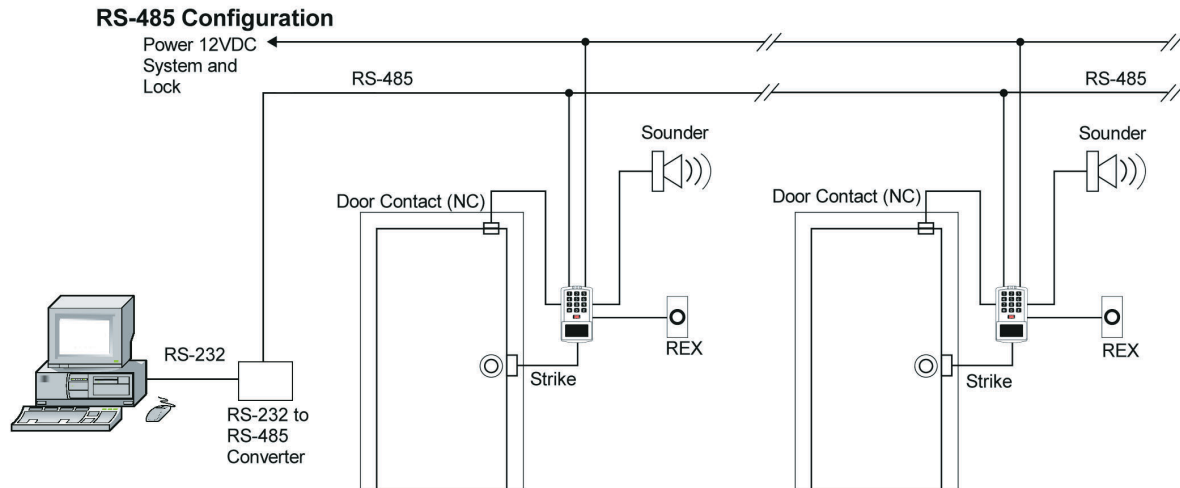 RS-485 Configuration
Power 12VDC
System and
Lock
RS-485
RS-485
Sounder
Sounder
Door Contact (NC)
Door Contact (NC)
REX
REX
Strike
Strike
RS-232
RS-232 to
RS-485
Converter